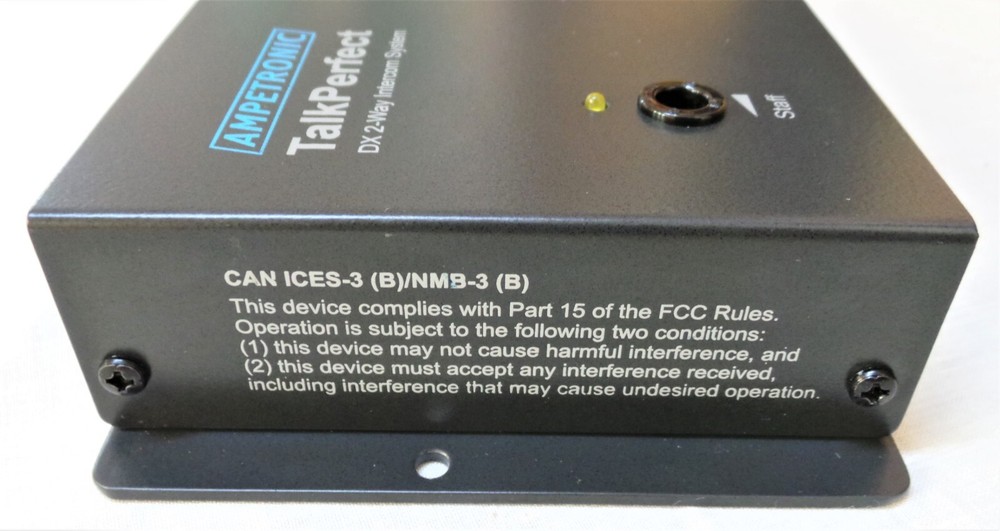 AMPETRONIC
TalkPerfect
DX 2-Way Intercom System
Staff
CAN ICES-3 (B)/NMB-3 (B)
This device complies with Part 15 of the FCC Rules.
Operation is subject to the following two conditions:
(1) this device may not cause harmful interference, and
(2) this device must accept any interference received,
including interference that may cause undesired operation.